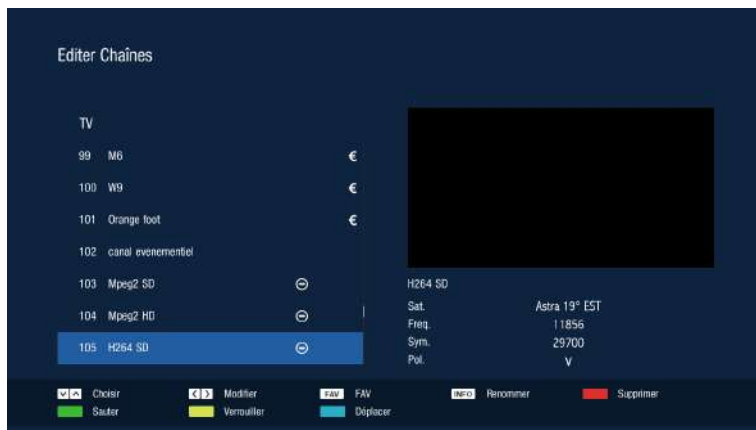 Editer Chaînes
TV
99 M6 €
100 W9 €
101 Orange foot €
102 canal evenementiel
103 Mpeg2 SD
104 Mpeg2 HD
105 H264 SD
H264 SD
Sat. Astra 19° EST
Freq. 11856
Sym. 29700
Pol. V
Choisir Modifier FAV FAV INFO Renommer Supprimer
Sauter Verrouiller Déplacer